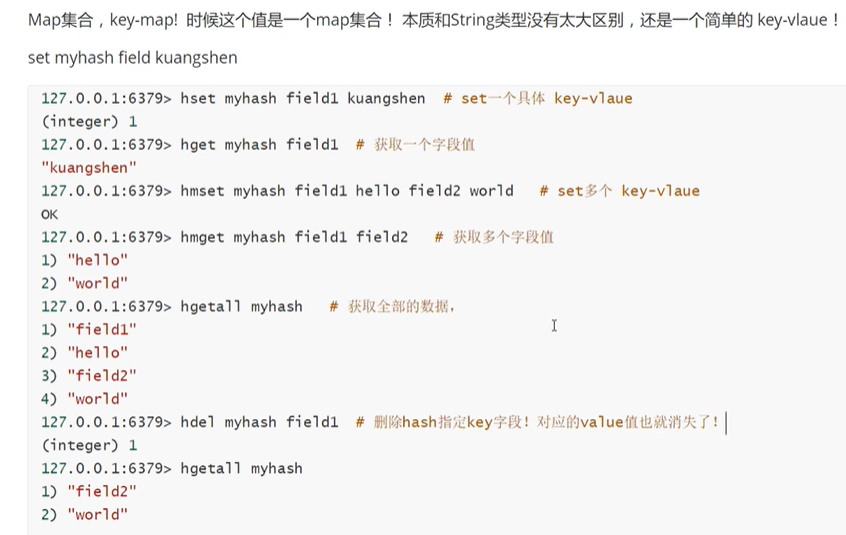 Map集合，key-map! 时候这个值是一个map集合！ 本质和String类型没有太大区别，还是一个简单的 key-vlaue！
set myhash field kuangshen
127.0.0.1:6379> hset myhash field1 kuangshen  # set一个具体 key-vlaue
(integer) 1
127.0.0.1:6379> hget myhash field1  # 获取一个字段值
"kuangshen"
127.0.0.1:6379> hmset myhash field1 hello field2 world   # set多个 key-vlaue
OK
127.0.0.1:6379> hmget myhash field1 field2   # 获取多个字段值
1) "hello"
2) "world"
127.0.0.1:6379> hgetall myhash   # 获取全部的数据，
1) "field1"
2) "hello"
3) "field2"
4) "world"
127.0.0.1:6379> hdel myhash field1  # 删除hash指定key字段！对应的value值也就消失了！
(integer) 1
127.0.0.1:6379> hgetall myhash
1) "field2"
2) "world"